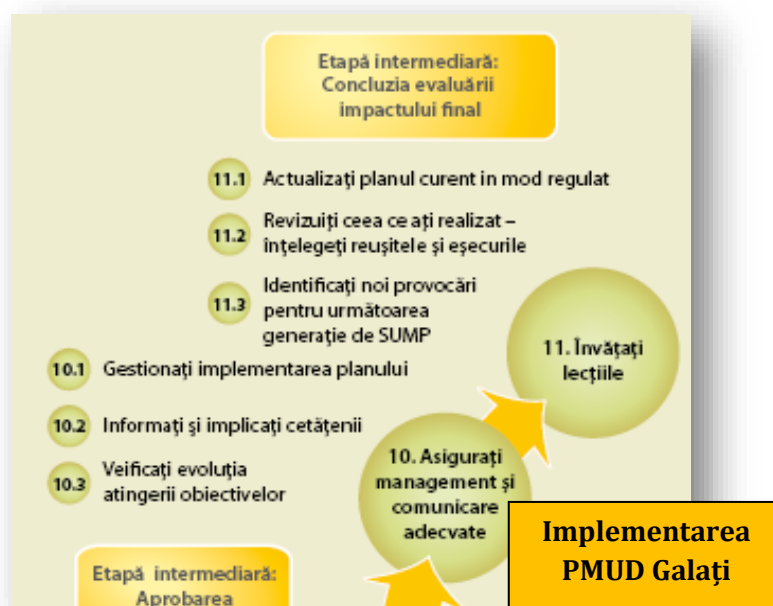 Etapă intermediară:
Concluzia evaluării
impactului final
11.1 Actualizați planul curent in mod regulat
11.2 Revizuiți ceea ce ați realizat –
înțelegeți reușitele și eșecurile
11.3 Identificați noi provocări
pentru următoarea
generație de SUMP
11. Învățați
lecțiile
10.1 Gestionați implementarea planului
10.2 Informați și implicați cetățenii
10.3 Veificați evoluția
atingerii obiectivelor
10. Asigurați
management și
comunicare
adecvate
Implementarea
PMUD Galați
Etapă intermediară:
Aprobarea